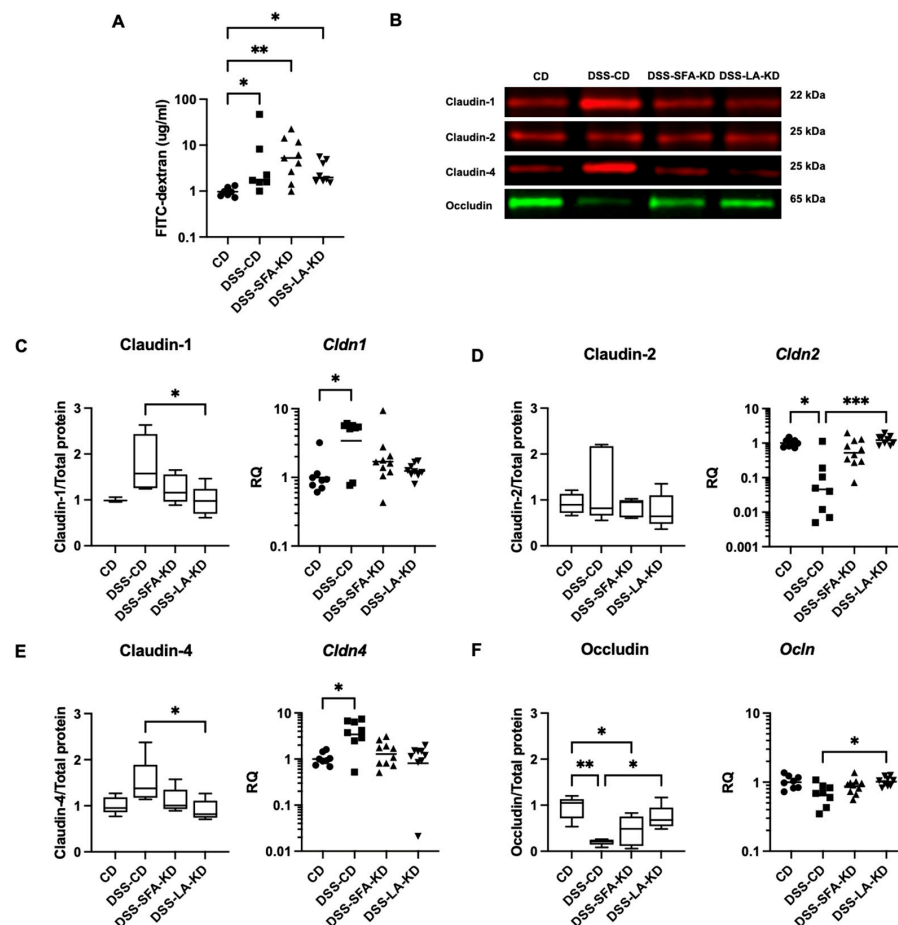 A
*
**
*
FITC-dextran (ug/ml)
100
10
1
0.1
CD
DSS-CD
DSS-SFA-KD
DSS-LA-KD
B
CD DSS-CD DSS-SFA-KD DSS-LA-KD
Claudin-1 22 kDa
Claudin-2 25 kDa
Claudin-4 25 kDa
Occludin 65 kDa
C
Claudin-1
*
Claudin-1/Total protein
3
2
1
0
CD
DSS-CD
DSS-SFA-KD
DSS-LA-KD
Cldn1
*
RQ
10
1
0.1
CD
DSS-CD
DSS-SFA-KD
DSS-LA-KD
D
Claudin-2
Claudin-2/Total protein
3
2
1
0
CD
DSS-CD
DSS-SFA-KD
DSS-LA-KD
Cldn2
* ***
RQ
10
1
0.1
0.01
0.001
CD
DSS-CD
DSS-SFA-KD
DSS-LA-KD
E
Claudin-4
*
Claudin-4/Total protein
3
2
1
0
CD
DSS-CD
DSS-SFA-KD
DSS-LA-KD
Cldn4
*
RQ
10
1
0.1
0.01
CD
DSS-CD
DSS-SFA-KD
DSS-LA-KD
F
Occludin
*
** *
Occludin/Total protein
3
2
1
0
CD
DSS-CD
DSS-SFA-KD
DSS-LA-KD
Ocln
*
RQ
10
1
0.1
CD
DSS-CD
DSS-SFA-KD
DSS-LA-KD